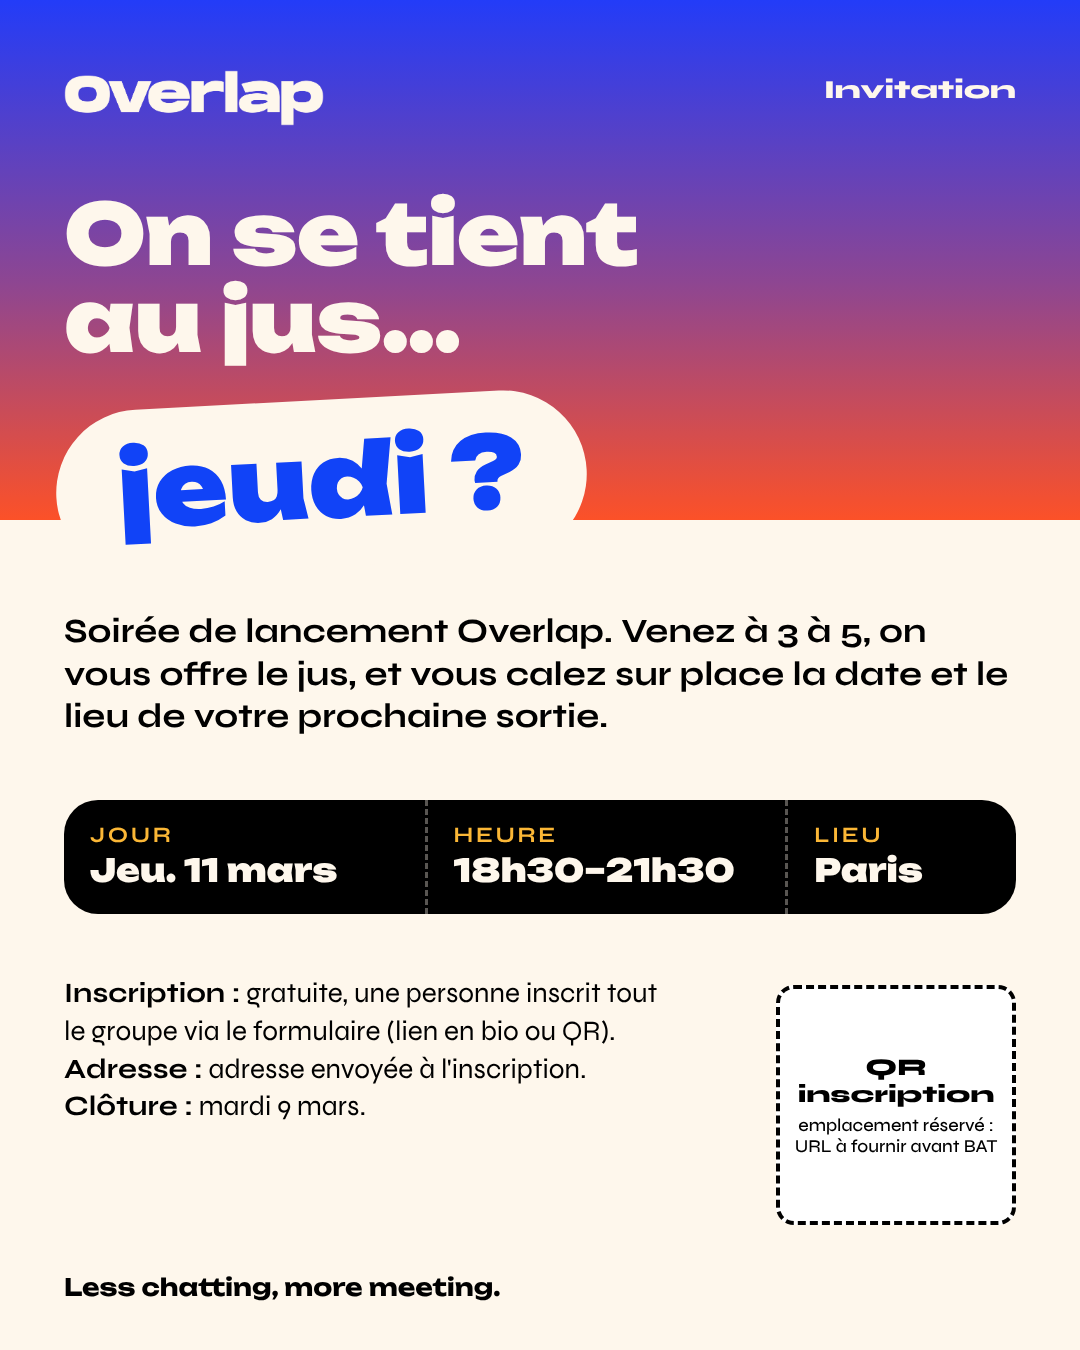 Overlap
Invitation
On se tient
au jus...
jeudi ?
Soirée de lancement Overlap. Venez à 3 à 5, on
vous offre le jus, et vous calez sur place la date et le
lieu de votre prochaine sortie.
JOUR
Jeu. 11 mars
HEURE
18h30–21h30
LIEU
Paris
Inscription : gratuite, une personne inscrit tout
le groupe via le formulaire (lien en bio ou QR).
Adresse : adresse envoyée à l'inscription.
Clôture : mardi 9 mars.
QR
inscription
emplacement réservé :
URL à fournir avant BAT
Less chatting, more meeting.